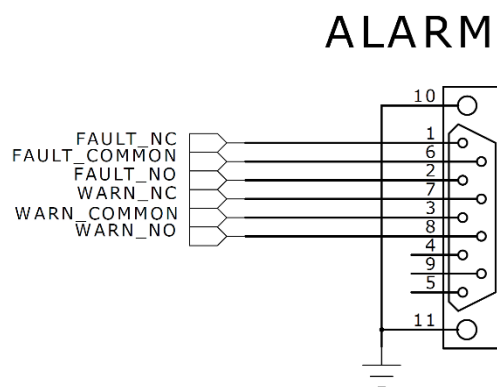 ALARM
10
FAULT_NC 1
FAULT_COMMON 6
FAULT_NO 2
WARN_NC 7
WARN_COMMON 3
WARN_NO 8
4
9
5
11